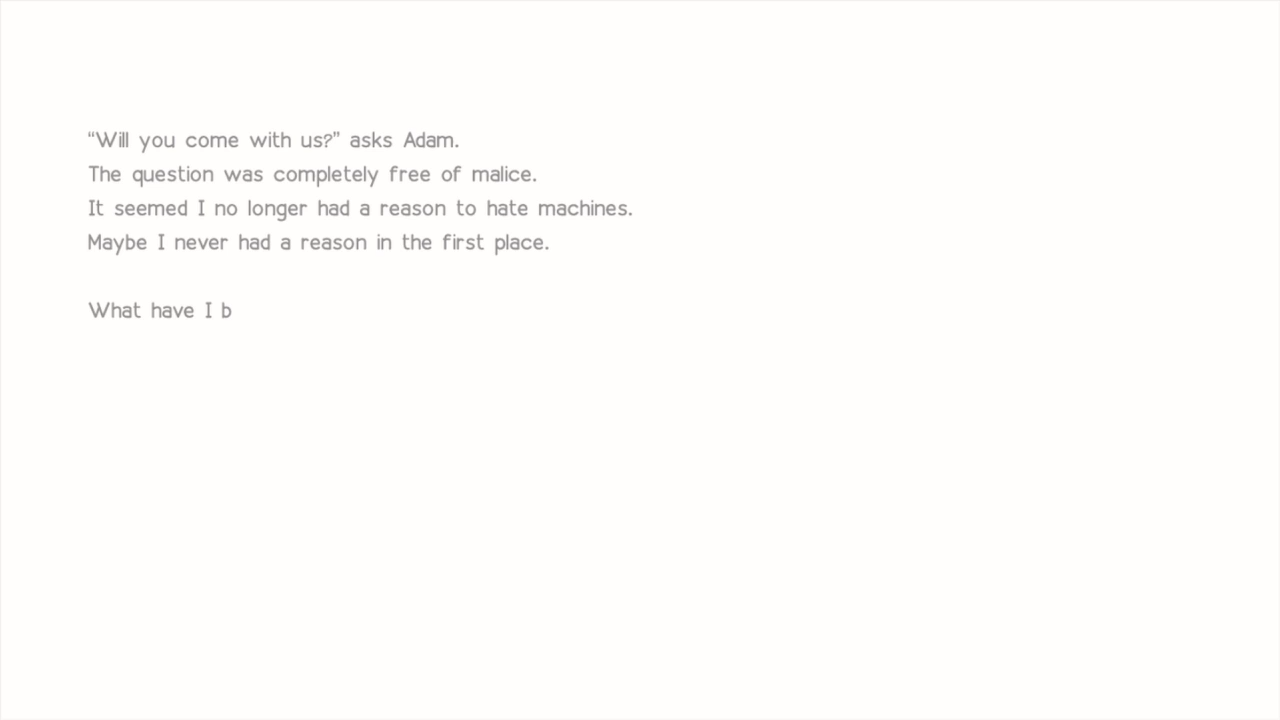 “Will you come with us?” asks Adam.
The question was completely free of malice.
It seemed I no longer had a reason to hate machines.
Maybe I never had a reason in the first place.
What have I b